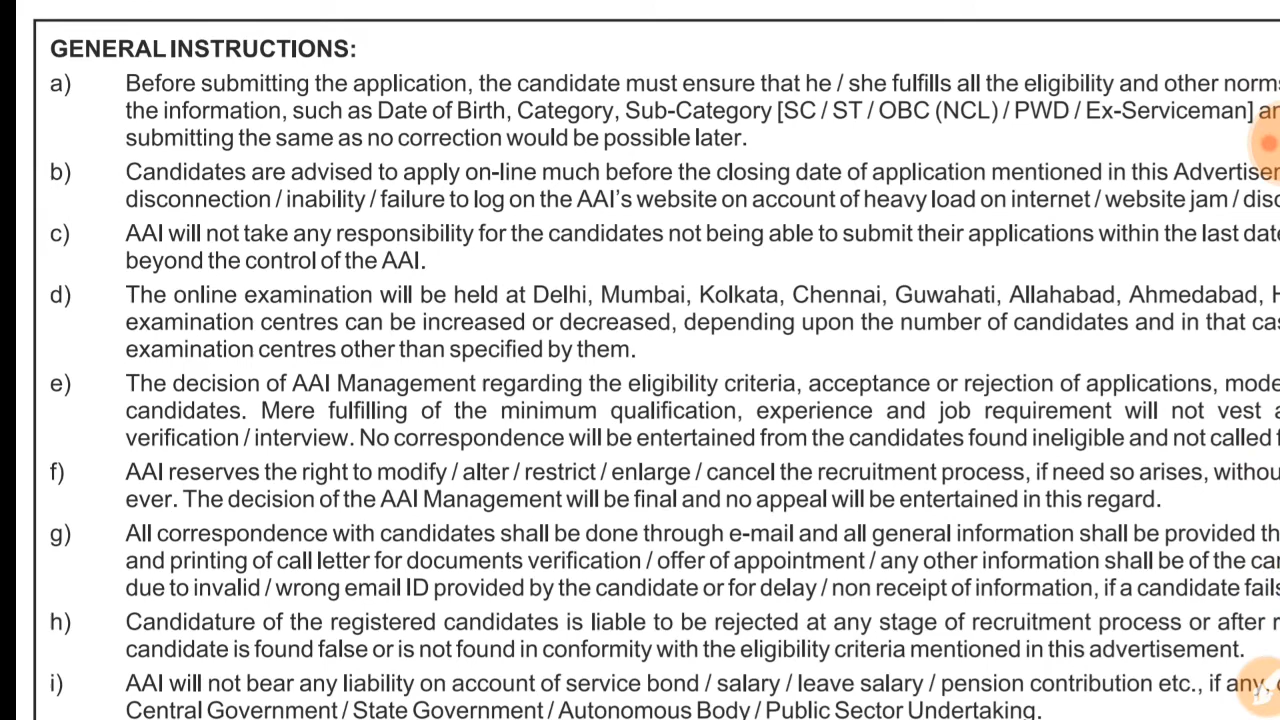 GENERAL INSTRUCTIONS:
a) Before submitting the application, the candidate must ensure that he / she fulfills all the eligibility and other norms
the information, such as Date of Birth, Category, Sub-Category [SC / ST / OBC (NCL) / PWD / Ex-Serviceman]
submitting the same as no correction would be possible later.
b) Candidates are advised to apply on-line much before the closing date of application mentioned in this
disconnection / inability / failure to log on the AAI's website on account of heavy load on internet / website jam /
c) AAI will not take any responsibility for the candidates not being able to submit their applications within the last date
beyond the control of the AAI.
d) The online examination will be held at Delhi, Mumbai, Kolkata, Chennai, Guwahati, Allahabad, Ahmedabad,
examination centres can be increased or decreased, depending upon the number of candidates and in that
examination centres other than specified by them.
e) The decision of AAI Management regarding the eligibility criteria, acceptance or rejection of applications, mode
candidates. Mere fulfilling of the minimum qualification, experience and job requirement will not vest
verification / interview. No correspondence will be entertained from the candidates found ineligible and not called
f) AAI reserves the right to modify / alter / restrict / enlarge / cancel the recruitment process, if need so arises,
ever. The decision of the AAI Management will be final and no appeal will be entertained in this regard.
g) All correspondence with candidates shall be done through e-mail and all general information shall be provided
and printing of call letter for documents verification / offer of appointment / any other information shall be of the
due to invalid / wrong email ID provided by the candidate or for delay / non receipt of information, if a candidate fails
h) Candidature of the registered candidates is liable to be rejected at any stage of recruitment process or after
candidate is found false or is not found in conformity with the eligibility criteria mentioned in this advertisement.
i) AAI will not bear any liability on account of service bond / salary / leave salary / pension contribution etc., if any,
Central Government / State Government / Autonomous Body / Public Sector Undertaking.